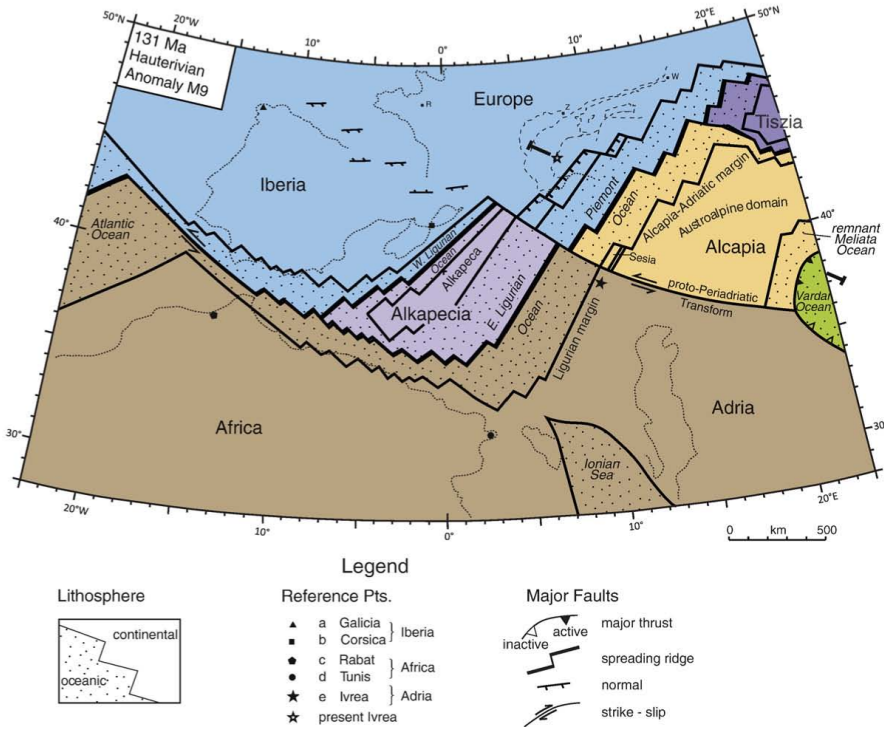 50°N
20°W
10°
0°
10°
20°E
50°N
131 Ma
Hauterivian
Anomaly M9
R
Z
W
Europe
Tiszia
Iberia
40°
Atlantic
Ocean
W. Ligurian
Ocean
Alkapeca
Alkapecia
E. Ligurian
Ocean
Ligurian margin
Piemont
Ocean
Alcapia-Adriatic margin
Austroalpine domain
Alcapia
Sesia
proto-Periadriatic
Transform
40°
remnant
Meliata
Ocean
Vardar
Ocean
Africa
Adria
Ionian
Sea
30°
30°
20°W
10°
0°
10°
20°E
0 km 500
Legend
Lithosphere
continental
oceanic
Reference Pts.
a Galicia
b Corsica
Iberia
c Rabat
d Tunis
Africa
e Ivrea
Adria
present Ivrea
Major Faults
inactive
active
major thrust
spreading ridge
normal
strike - slip